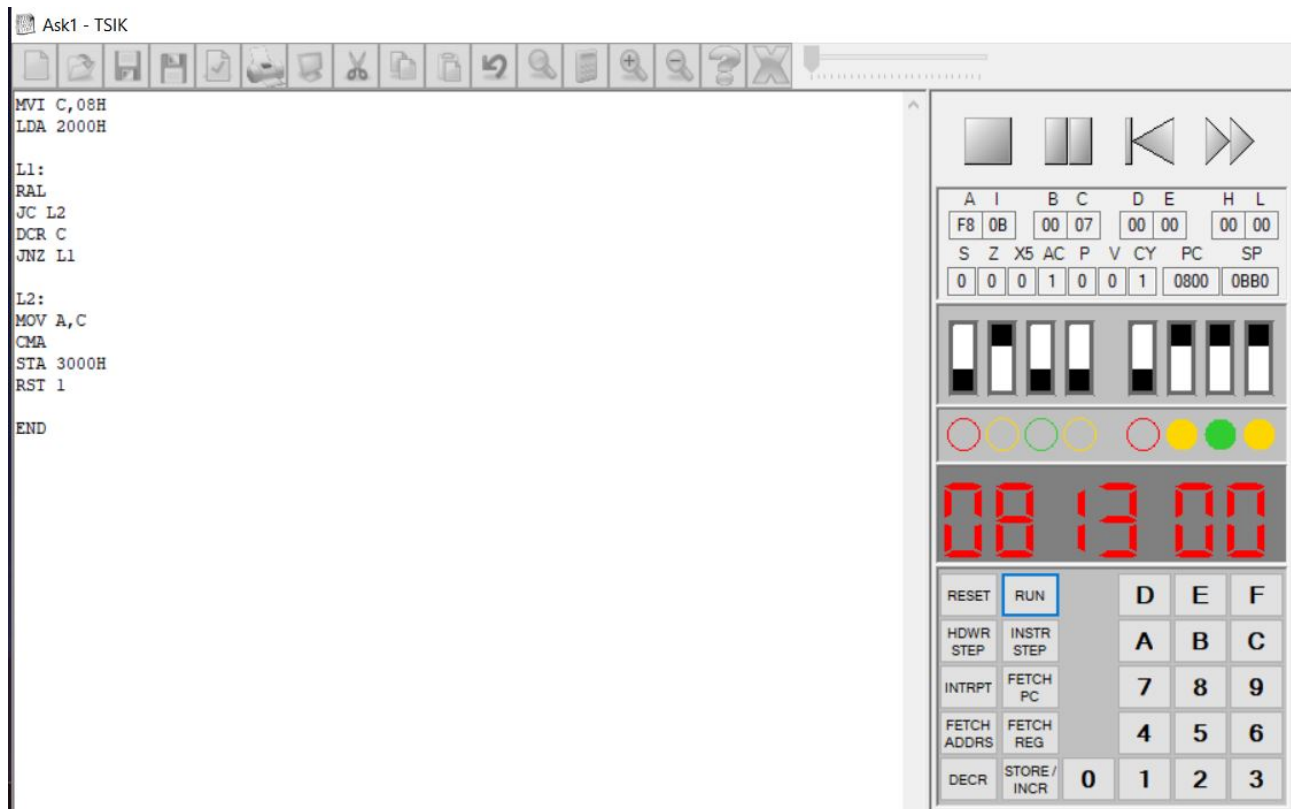 Ask1 - TSIK
MVI C,08H
LDA 2000H
L1:
RAL
JC L2
DCR C
JNZ L1
L2:
MOV A,C
CMA
STA 3000H
RST 1
END
A I B C D E H L
F8 0B 00 07 00 00 00 00
S Z X5 AC P V CY PC SP
0 0 0 1 0 0 1 0800 0BB0
0813 00
RESET RUN D E F
HDWR STEP INSTR STEP A B C
INTRPT FETCH PC 7 8 9
FETCH ADDRS FETCH REG 4 5 6
DECR STORE / INCR 0 1 2 3